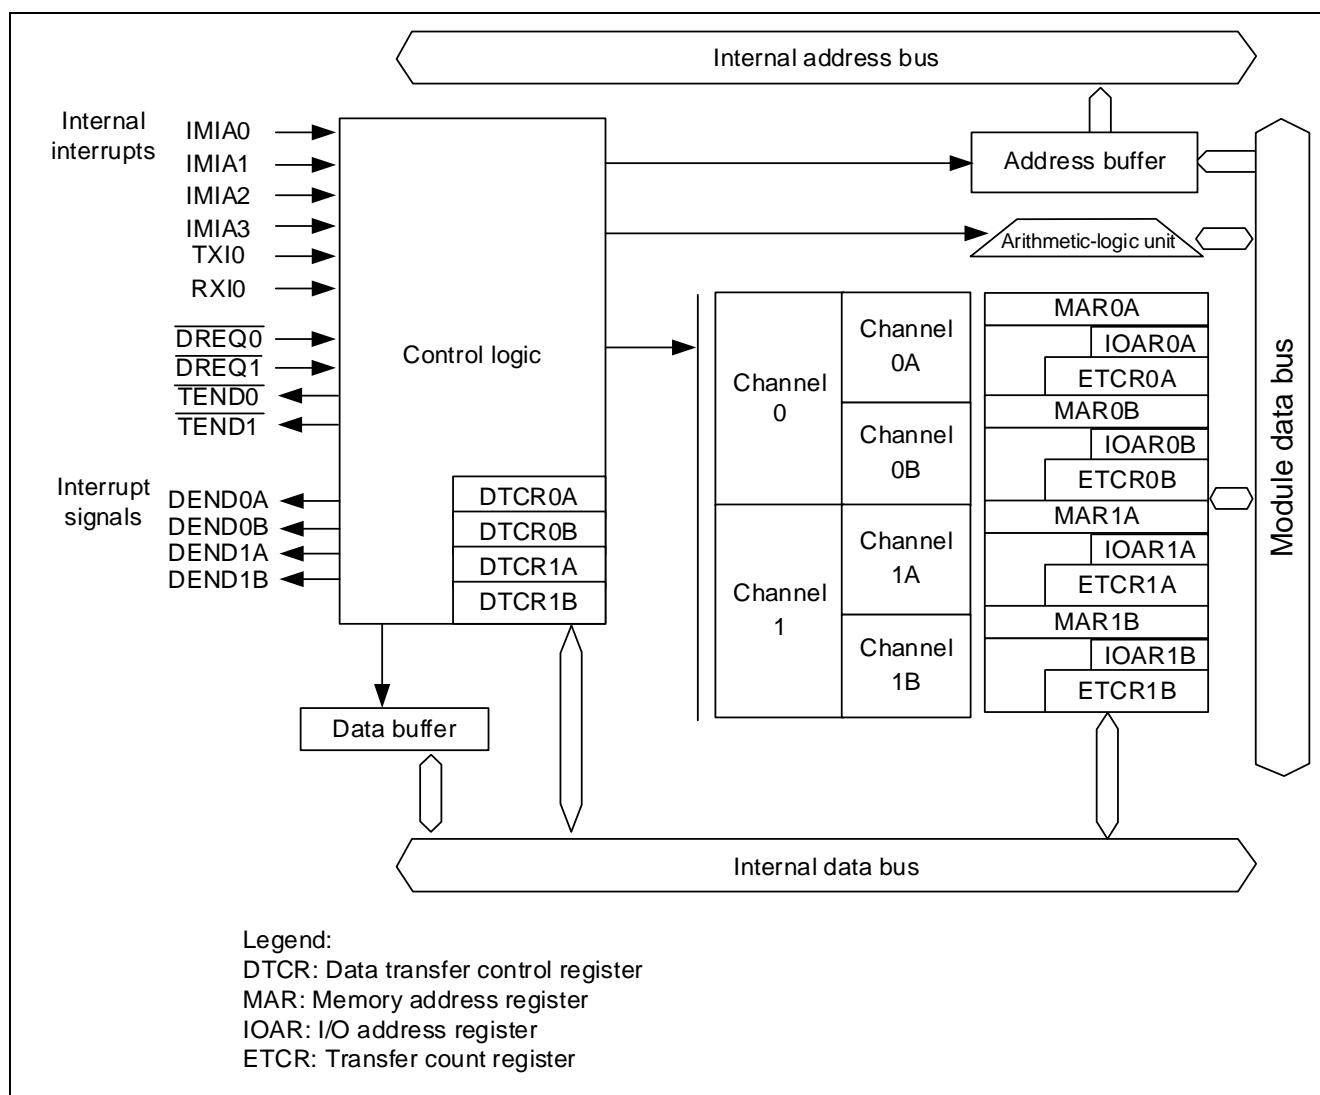 Internal address bus
Internal
interrupts
IMIA0
IMIA1
IMIA2
IMIA3
TXI0
RXI0
DREQ0
DREQ1
TEND0
TEND1
Interrupt
signals
DEND0A
DEND0B
DEND1A
DEND1B
Control logic
DTCR0A
DTCR0B
DTCR1A
DTCR1B
Data buffer
Address buffer
Arithmetic-logic unit
Channel
0
Channel
1
Channel
0A
Channel
0B
Channel
1A
Channel
1B
MAR0A
IOAR0A
ETCR0A
MAR0B
IOAR0B
ETCR0B
MAR1A
IOAR1A
ETCR1A
MAR1B
IOAR1B
ETCR1B
Module data bus
Internal data bus
Legend:
DTCR: Data transfer control register
MAR: Memory address register
IOAR: I/O address register
ETCR: Transfer count register